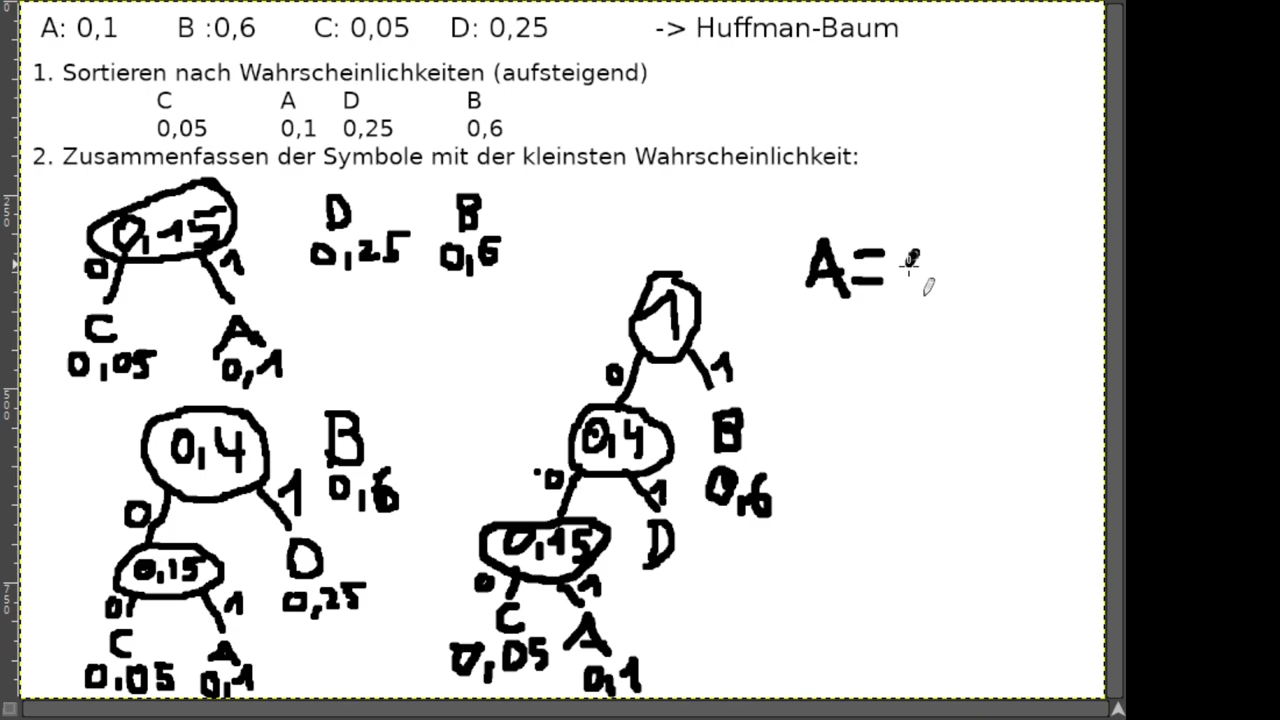 A: 0,1 B :0,6 C: 0,05 D: 0,25 -> Huffman-Baum
1. Sortieren nach Wahrscheinlichkeiten (aufsteigend)
C A D B
0,05 0,1 0,25 0,6
2. Zusammenfassen der Symbole mit der kleinsten Wahrscheinlichkeit:
0,15 D B
0,25 0,6
0 1
C A
0,05 0,1
A=
1
0 1
0,4 B
0,6
0 1
0,15 D
0,25
0 1
C A
0,05 0,1
0,4 B
0,6
0 1
0,15 D
0 1
C A
0,05 0,1
250
500
750